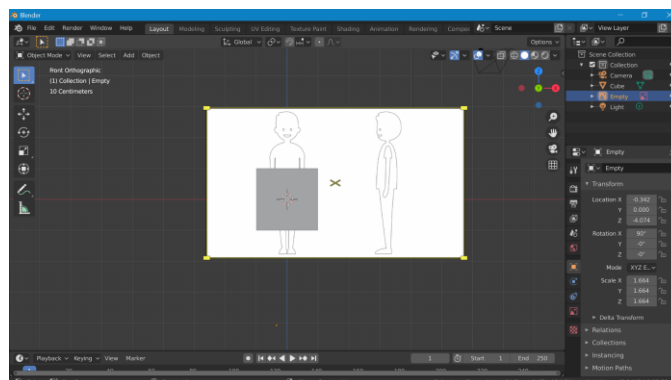 Blender
File Edit Render Window Help Layout Modeling Sculpting UV Editing Texture Paint Shading Animation Rendering Scene View Layer
Global Options
Object Mode View Select Add Object
Front Orthographic
(1) Collection | Empty
10 Centimeters
Scene Collection
Collection
Camera
Cube
Empty
Light
Empty
Empty
Transform
Location X -0.342
Y 0.000
Z -4.074
Rotation X 90°
Y -0°
Z -0°
Mode XYZ E..
Scale X 1.664
Y 1.664
Z 1.664
Delta Transform
Relations
Collections
Instancing
Motion Paths
Playback Keying View Marker 1 Start 1 End 250